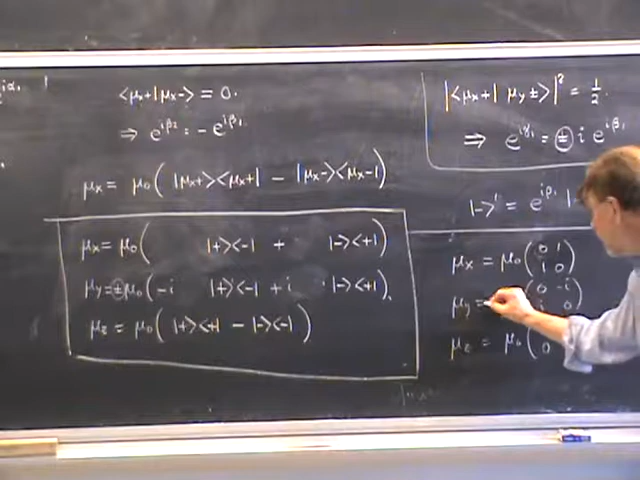 <μx+|μx-> = 0.
⇒ e^{iβ₂} = - e^{iβ₁}
μx = μ₀( |μx+><μx+| - |μx-><μx-| )
μx = μ₀( |+><-| + |-><+| )
μy = ±μ₀( -i |+><-| + i · |-><+| ).
μz = μ₀( |+><+| - |-><-| )
|<μx+| μy±>|² = 1/2.
⇒ e^{iγ₁} = ± i e^{iβ₁}
|->' = e^{iβ₁} |-
μx = μ₀ ( 0 1
1 0 )
μy = ( 0 -i
i 0 )
μz = μ₀ (
0